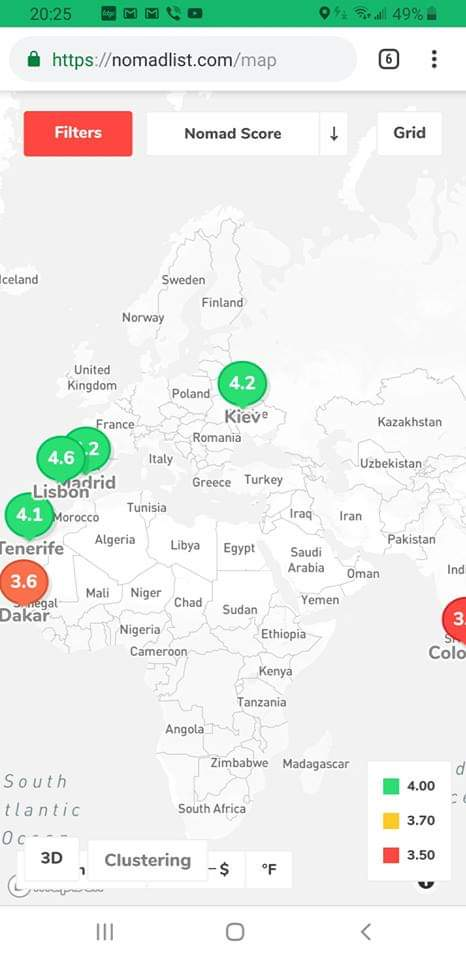 20:25
49%
https://nomadlist.com/map
6
Filters
Nomad Score ↓
Grid
celand
Sweden
Finland
Norway
United
Kingdom
Poland
4.2
Kiev
France
Romania
Kazakhstan
4.6
.2
Italy
Uzbekistan
Madrid
Lisbon
Greece
Turkey
4.1
Morocco
Tunisia
Iraq
Iran
Pakistan
Tenerife
Algeria
Libya
Egypt
Saudi
Arabia
Oman
Ind
3.6
Dakar
Mali
Niger
Chad
Sudan
Yemen
3.
Colo
Nigeria
Ethiopia
Cameroon
Kenya
Tanzania
Angola
Zimbabwe
Madagascar
South
tlantic
South Africa
4.00
3.70
3.50
3D
Clustering
-$
°F